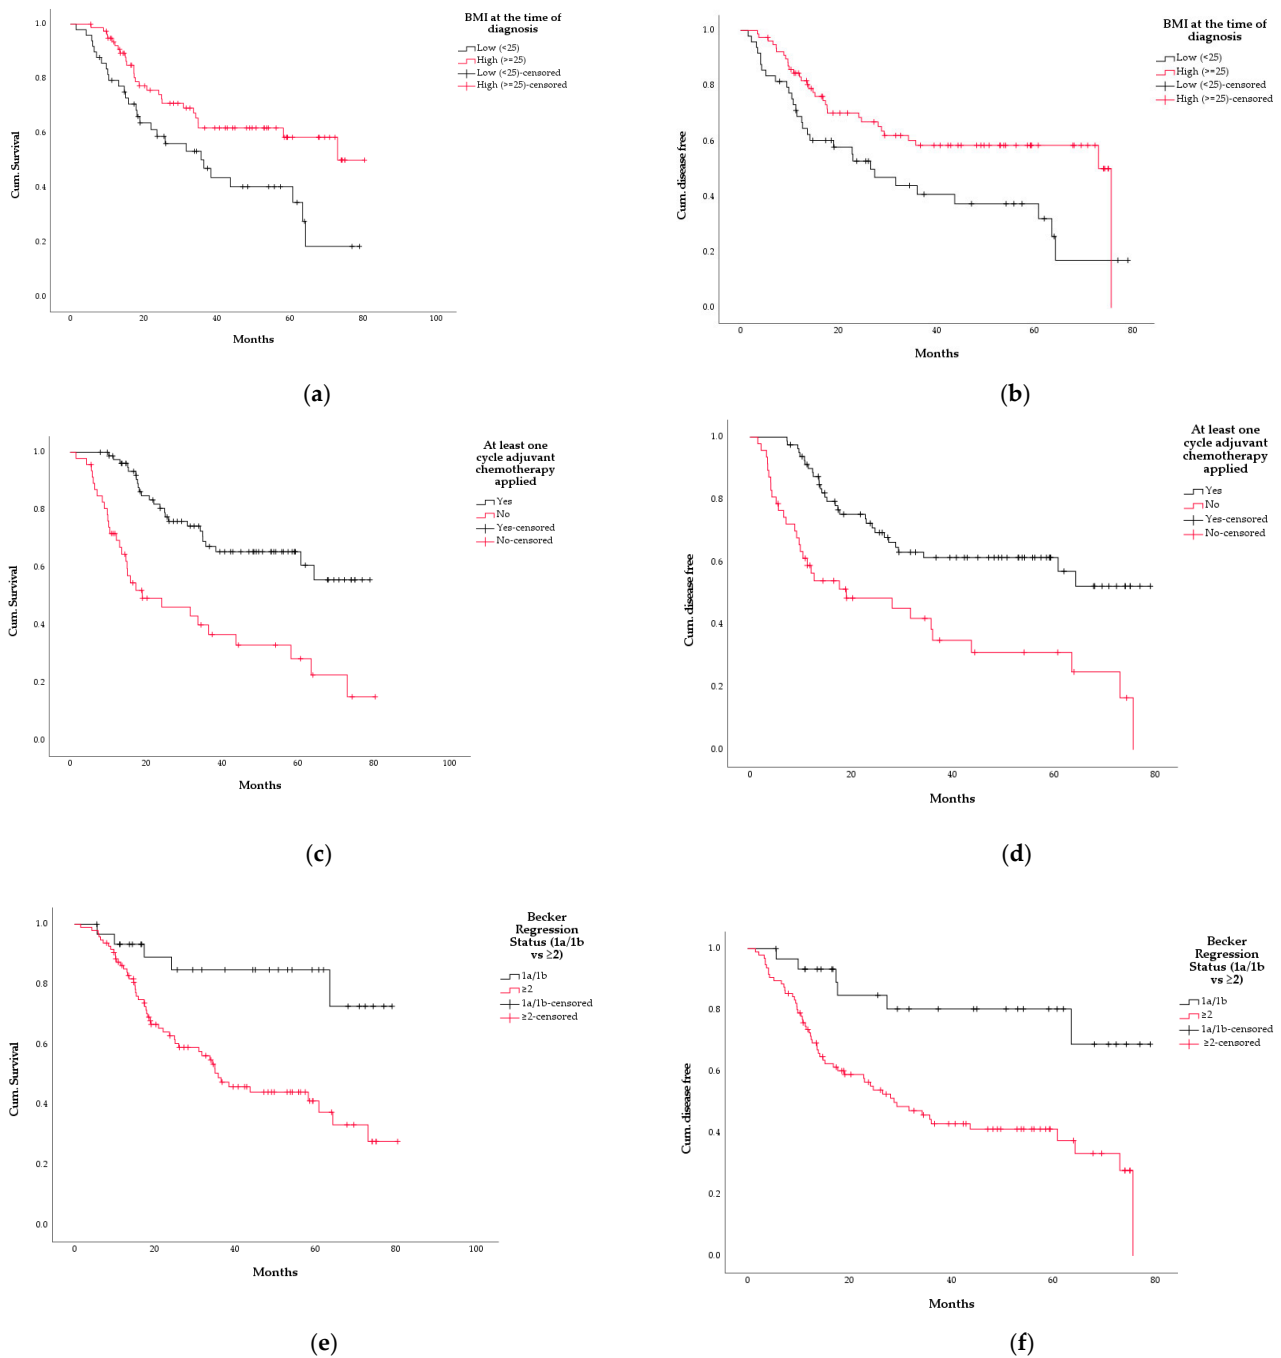 BMI at the time of
diagnosis
Low (<25)
High (>=25)
Low (<25)-censored
High (>=25)-censored
Cum. Survival
1.0
0.8
0.6
0.4
0.2
0.0
0 20 40 60 80 100
Months
(a)
BMI at the time of
diagnosis
Low (<25)
High (>=25)
Low (<25)-censored
High (>=25)-censored
Cum. disease free
1.0
0.8
0.6
0.4
0.2
0.0
0 20 40 60 80
Months
(b)
At least one
cycle adjuvant
chemotherapy
applied
Yes
No
Yes-censored
No-censored
Cum. Survival
1.0
0.8
0.6
0.4
0.2
0.0
0 20 40 60 80 100
Months
(c)
At least one
cycle adjuvant
chemotherapy
applied
Yes
No
Yes-censored
No-censored
Cum. disease free
1.0
0.8
0.6
0.4
0.2
0.0
0 20 40 60 80
Months
(d)
Becker
Regression
Status (1a/1b
vs ≥2)
1a/1b
≥2
1a/1b-censored
≥2-censored
Cum. Survival
1.0
0.8
0.6
0.4
0.2
0.0
0 20 40 60 80 100
Months
(e)
Becker
Regression
Status (1a/1b
vs ≥2)
1a/1b
≥2
1a/1b-censored
≥2-censored
Cum. disease free
1.0
0.8
0.6
0.4
0.2
0.0
0 20 40 60 80
Months
(f)